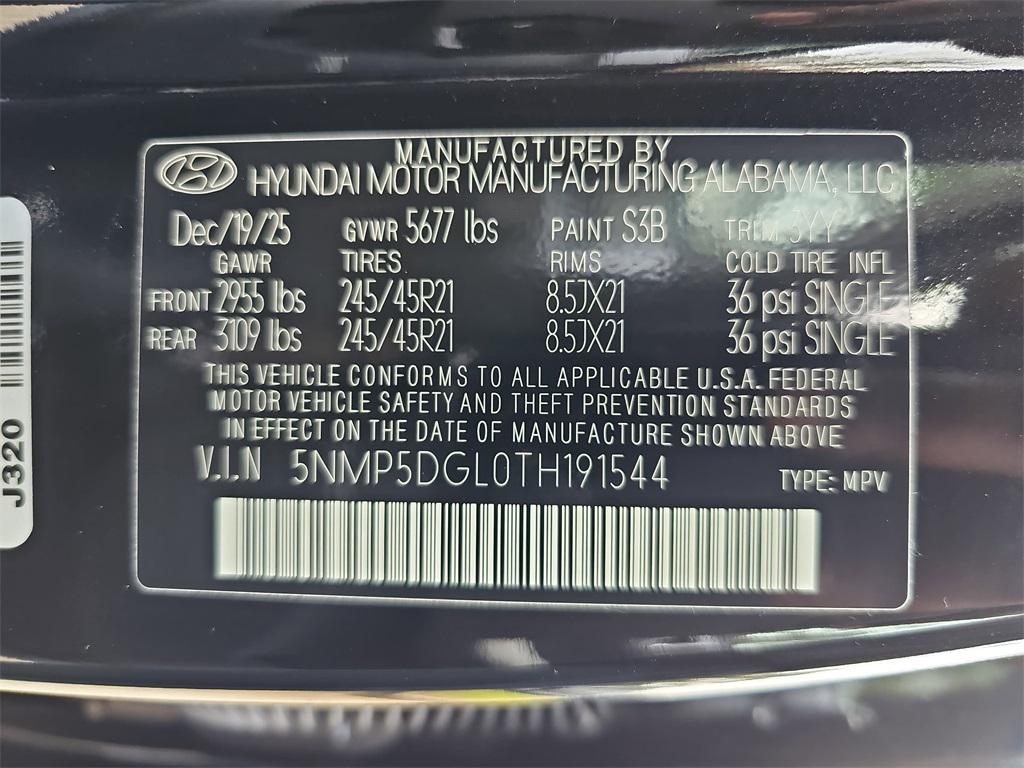 MANUFACTURED BY
HYUNDAI MOTOR MANUFACTURING ALABAMA, LLC
Dec/19/25 GVWR 5677 lbs PAINT S3B TRIM 3YY
GAWR TIRES RIMS COLD TIRE INFL
FRONT 2955 lbs 245/45R21 8.5JX21 36 psi SINGLE
REAR 3109 lbs 245/45R21 8.5JX21 36 psi SINGLE
THIS VEHICLE CONFORMS TO ALL APPLICABLE U.S.A. FEDERAL
MOTOR VEHICLE SAFETY AND THEFT PREVENTION STANDARDS
IN EFFECT ON THE DATE OF MANUFACTURE SHOWN ABOVE
V.I.N 5NMP5DGL0TH191544 TYPE: MPV
J320